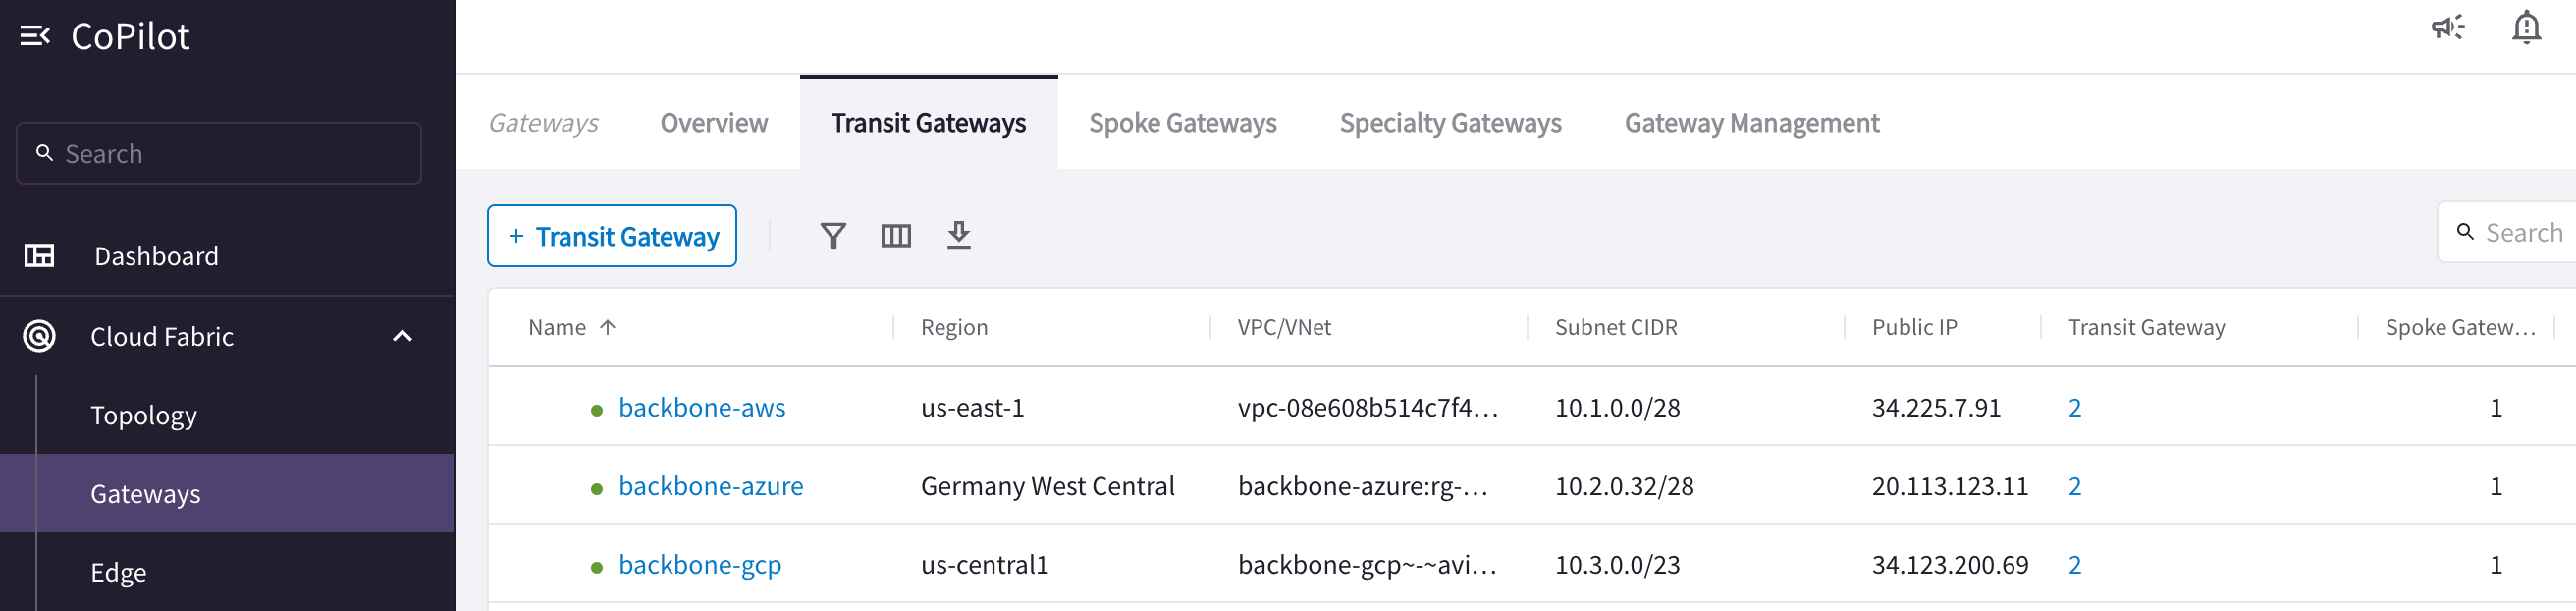 CoPilot
Search
Dashboard
Cloud Fabric
Topology
Gateways
Edge
Gateways Overview Transit Gateways Spoke Gateways Specialty Gateways Gateway Management
+ Transit Gateway
Search
Name Region VPC/VNet Subnet CIDR Public IP Transit Gateway Spoke Gatew...
backbone-aws us-east-1 vpc-08e608b514c7f4... 10.1.0.0/28 34.225.7.91 2 1
backbone-azure Germany West Central backbone-azure:rg-... 10.2.0.32/28 20.113.123.11 2 1
backbone-gcp us-central1 backbone-gcp~-~avi... 10.3.0.0/23 34.123.200.69 2 1